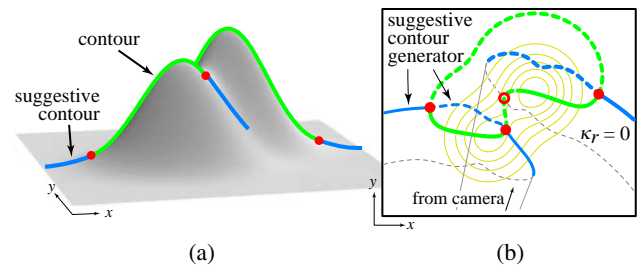 contour
suggestive
contour
y
x
(a)
suggestive
contour
generator
κr = 0
from camera
y
x
(b)